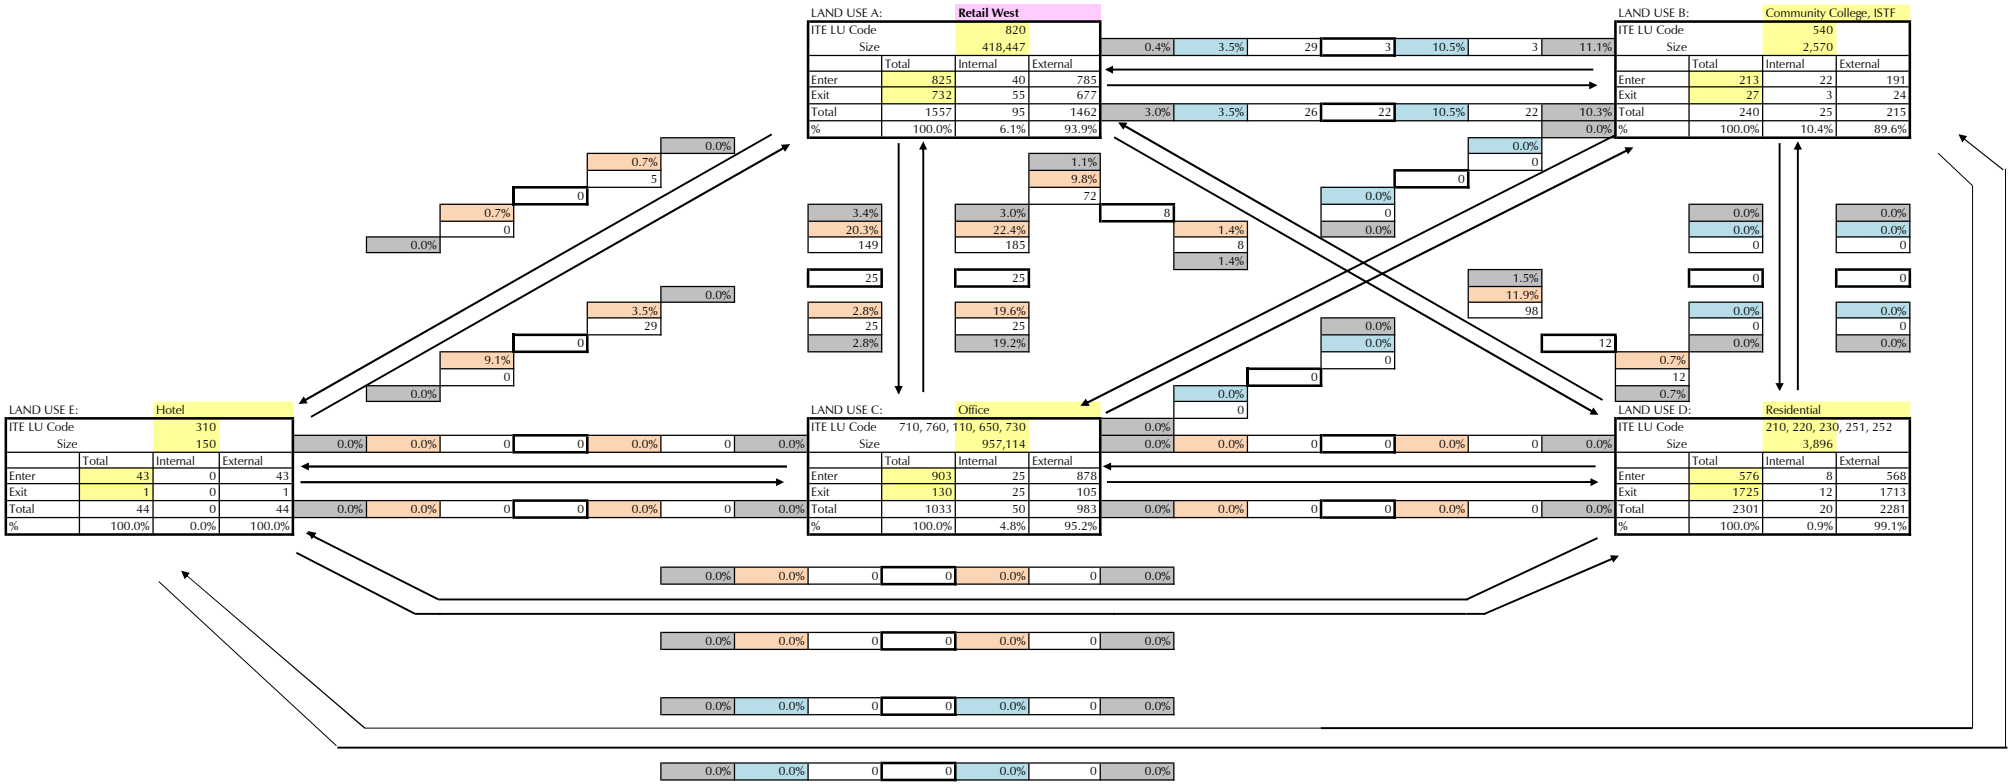 LAND USE A: Retail West
LAND USE B: Community College, ISTF
ITE LU Code 820
ITE LU Code 540
Size 418,447
0.4% 3.5% 29 3 10.5% 3 11.1%
Size 2,570
Total Internal External
Total Internal External
Enter 825 40 785
Enter 213 22 191
Exit 732 55 677
Exit 27 3 24
Total 1557 95 1462
3.0% 3.5% 26 22 10.5% 22 10.3%
Total 240 25 215
% 100.0% 6.1% 93.9%
0.0%
% 100.0% 10.4% 89.6%
0.0%
0.0%
0.7%
1.1%
0
5
9.8%
0
0
72
0.0%
0.7%
3.4%
3.0%
8
0
0.0%
0.0%
0
20.3%
22.4%
1.4%
0.0%
0.0%
0.0%
0.0%
149
185
8
0
0
1.4%
25
25
1.5%
0
0
0.0%
11.9%
3.5%
2.8%
19.6%
98
0.0%
0.0%
29
25
25
0.0%
0
0
0
2.8%
19.2%
0.0%
12
0.0%
0.0%
9.1%
0
0.7%
0
0
12
0.0%
0.0%
0.7%
LAND USE E: Hotel
LAND USE C: Office
0
LAND USE D: Residential
ITE LU Code 310
ITE LU Code 710, 760, 110, 650, 730
0.0%
ITE LU Code 210, 220, 230, 251, 252
Size 150
0.0% 0.0% 0 0 0.0% 0 0.0%
Size 957,114
0.0% 0.0% 0 0 0.0% 0 0.0%
Size 3,896
Total Internal External
Total Internal External
Total Internal External
Enter 43 0 43
Enter 903 25 878
Enter 576 8 568
Exit 1 0 1
Exit 130 25 105
Exit 1725 12 1713
Total 44 0 44
0.0% 0.0% 0 0 0.0% 0 0.0%
Total 1033 50 983
0.0% 0.0% 0 0 0.0% 0 0.0%
Total 2301 20 2281
% 100.0% 0.0% 100.0%
% 100.0% 4.8% 95.2%
% 100.0% 0.9% 99.1%
0.0% 0.0% 0 0 0.0% 0 0.0%
0.0% 0.0% 0 0 0.0% 0 0.0%
0.0% 0.0% 0 0 0.0% 0 0.0%
0.0% 0.0% 0 0 0.0% 0 0.0%